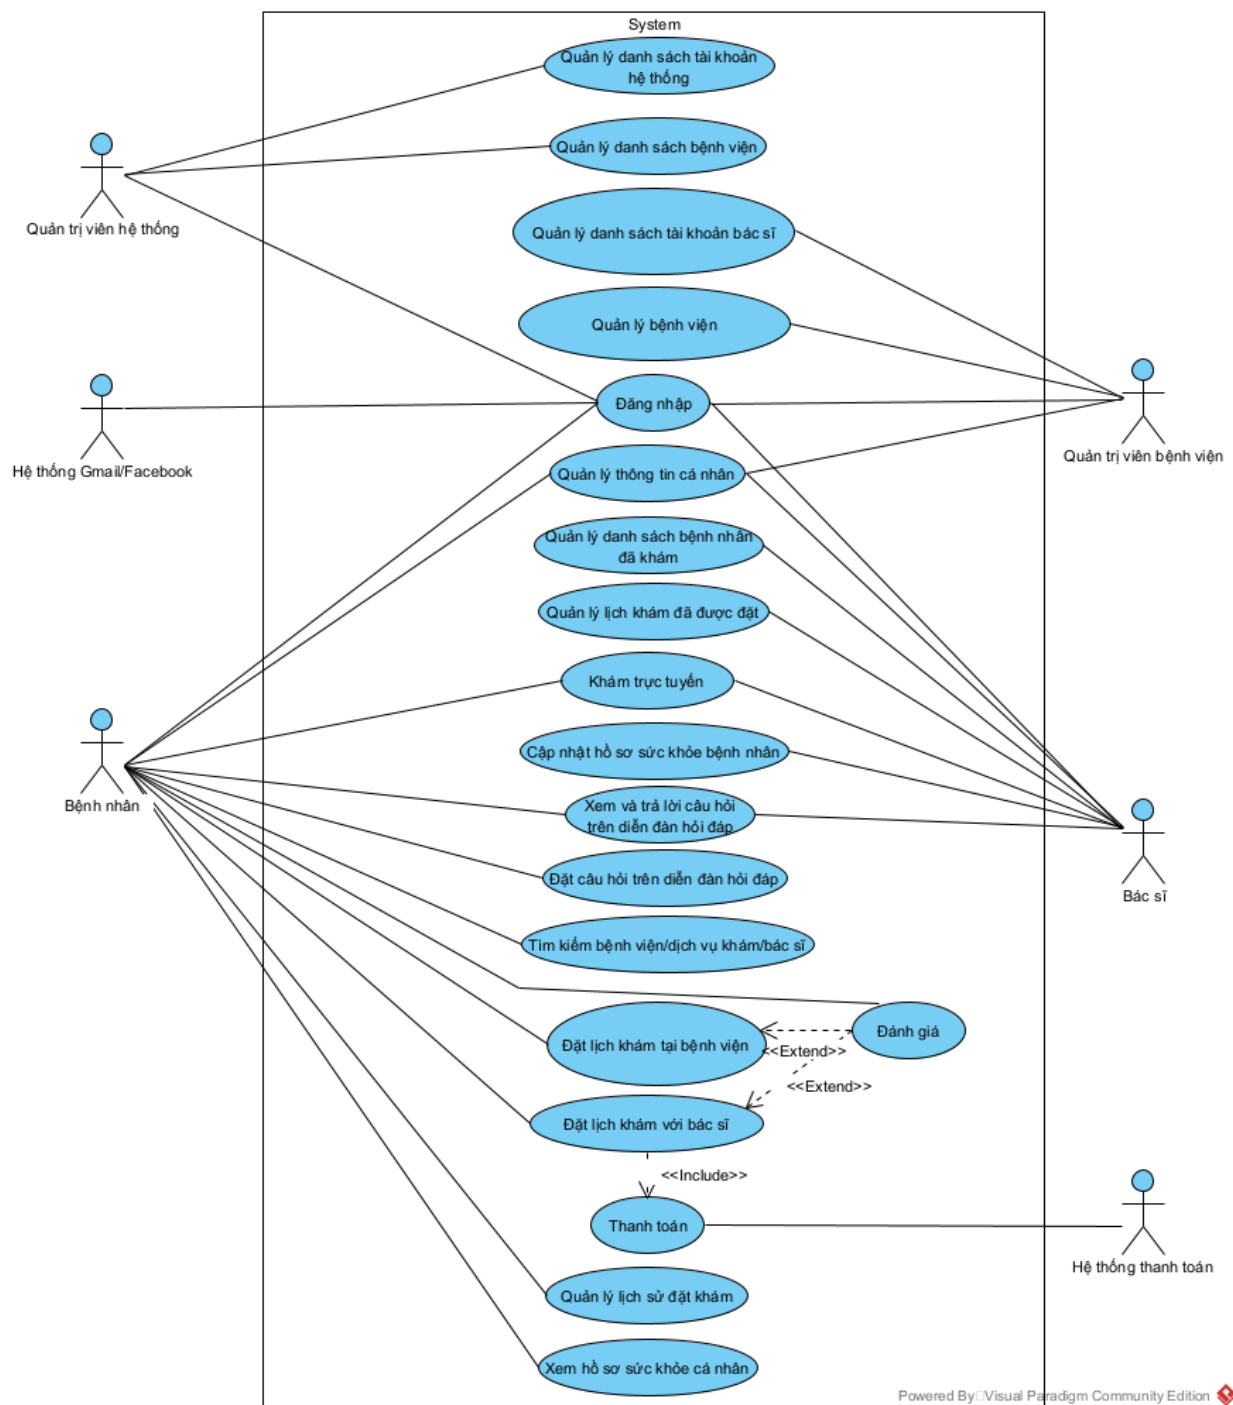 System
Quản lý danh sách tài khoản
hệ thống
Quản lý danh sách bệnh viện
Quản trị viên hệ thống
Quản lý danh sách tài khoản bác sĩ
Quản lý bệnh viện
Đăng nhập
Quản trị viên bệnh viện
Hệ thống Gmail/Facebook
Quản lý thông tin cá nhân
Quản lý danh sách bệnh nhân
đã khám
Quản lý lịch khám đã được đặt
Khám trực tuyến
Cập nhật hồ sơ sức khỏe bệnh nhân
Bệnh nhân
Xem và trả lời câu hỏi
trên diễn đàn hỏi đáp
Đặt câu hỏi trên diễn đàn hỏi đáp
Bác sĩ
Tìm kiếm bệnh viện/dịch vụ khám/bác sĩ
Đánh giá
Đặt lịch khám tại bệnh viện
<<Extend>>
<<Extend>>
Đặt lịch khám với bác sĩ
<<Include>>
Thanh toán
Hệ thống thanh toán
Quản lý lịch sử đặt khám
Xem hồ sơ sức khỏe cá nhân
Powered By Visual Paradigm Community Edition